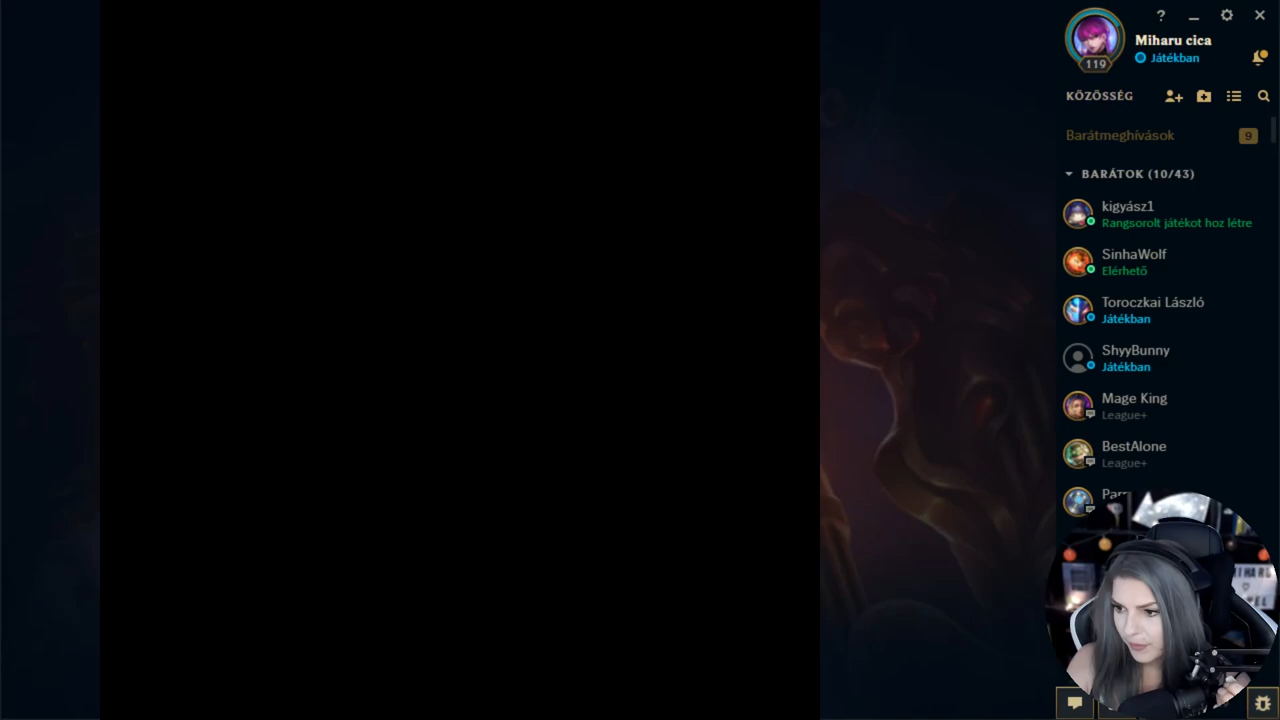 ?
Miharu cica
Játékban
119
KÖZÖSSÉG
Barátmeghívások
9
BARÁTOK (10/43)
kigyász1
Rangsorolt játékot hoz létre
SinhaWolf
Elérhető
Toroczkai László
Játékban
ShyyBunny
Játékban
Mage King
League+
BestAlone
League+